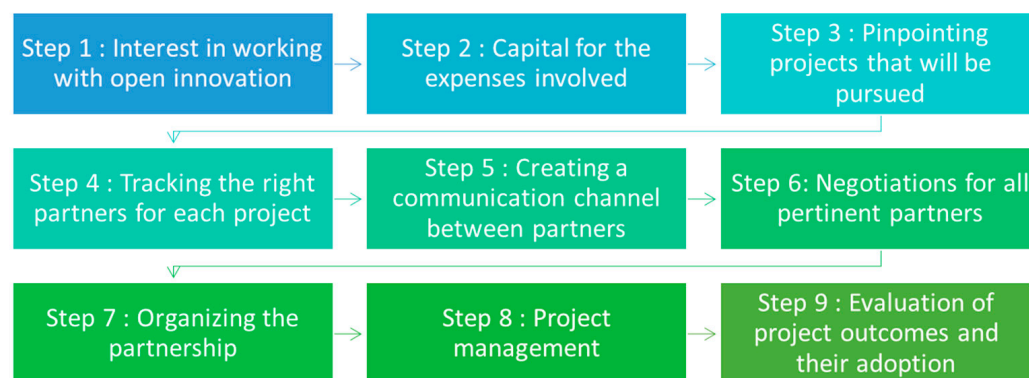 Step 1 : Interest in working
with open innovation
Step 2 : Capital for the
expenses involved
Step 3 : Pinpointing
projects that will be
pursued
Step 4 : Tracking the right
partners for each project
Step 5 : Creating a
communication channel
between partners
Step 6: Negotiations for all
pertinent partners
Step 7 : Organizing the
partnership
Step 8 : Project
management
Step 9 : Evaluation of
project outcomes and
their adoption